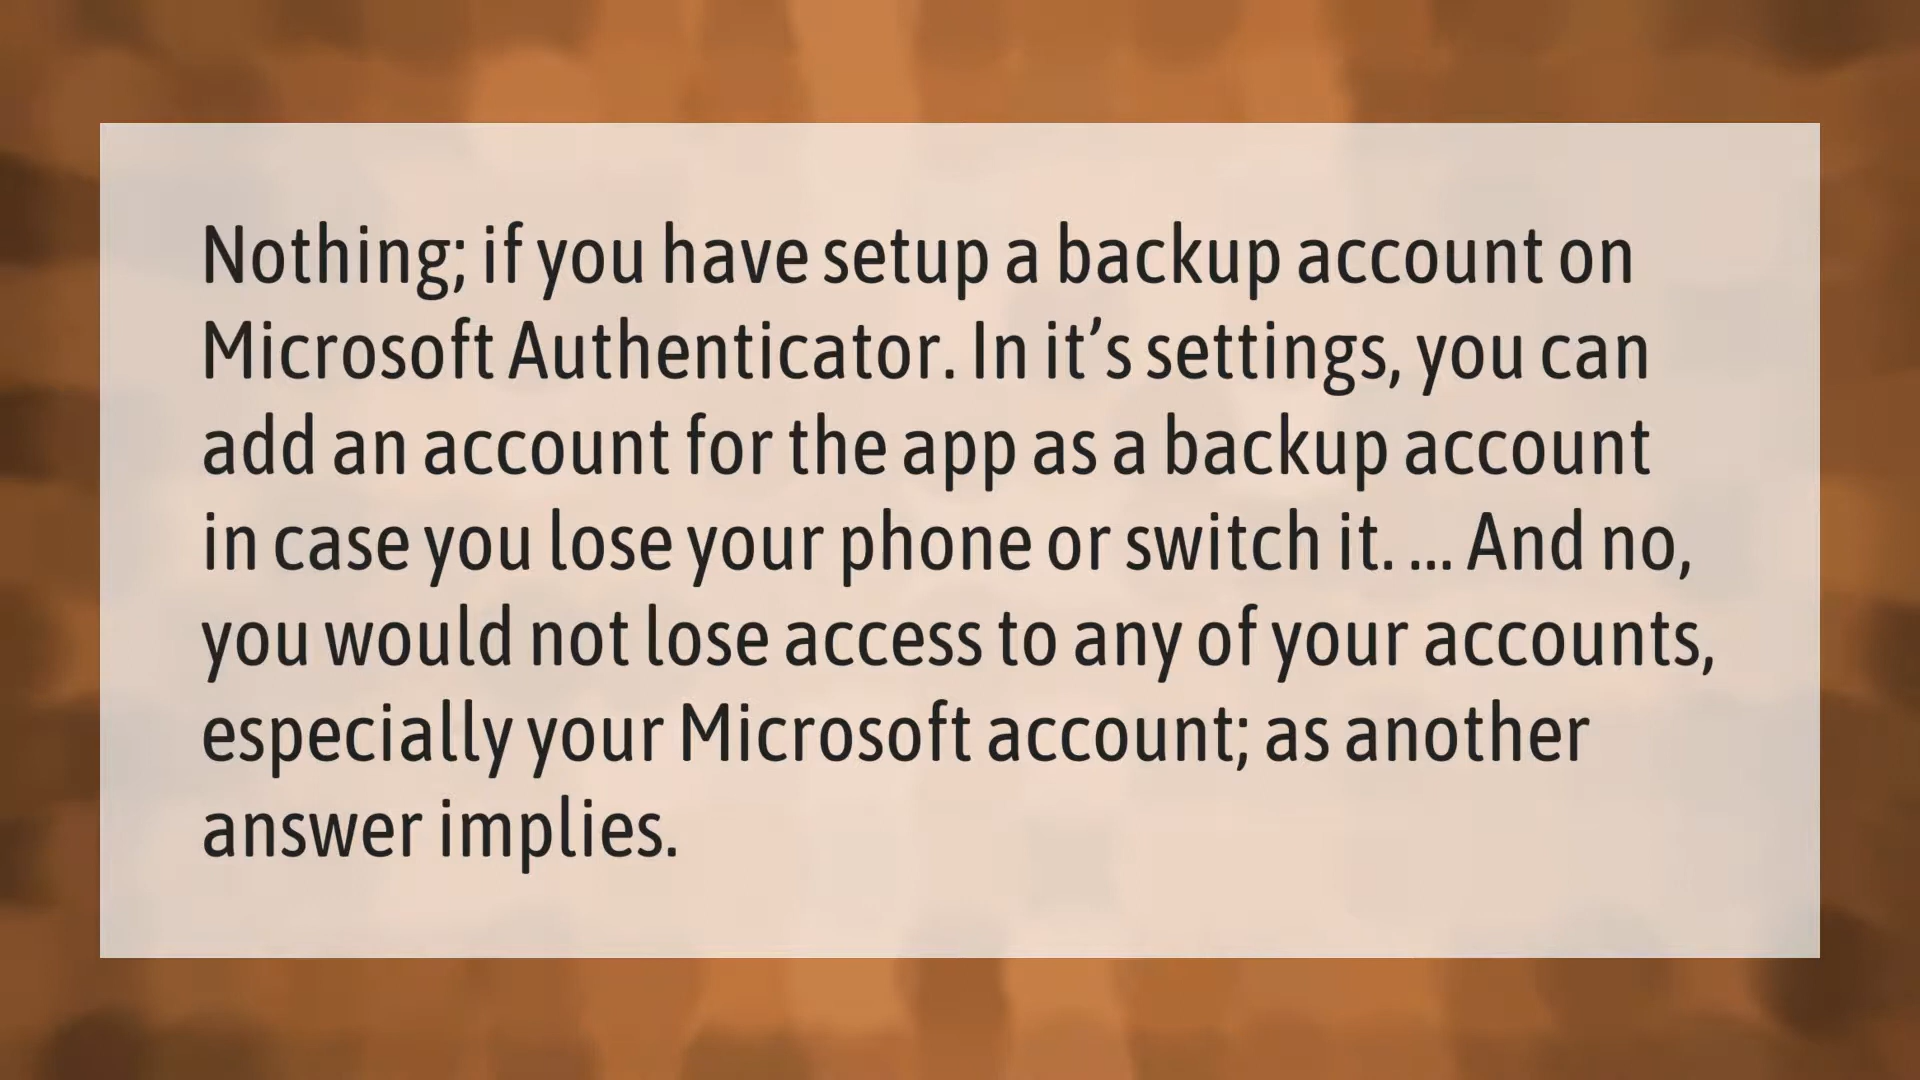 Nothing; if you have setup a backup account on
Microsoft Authenticator. In it’s settings, you can
add an account for the app as a backup account
in case you lose your phone or switch it. ... And no,
you would not lose access to any of your accounts,
especially your Microsoft account; as another
answer implies.